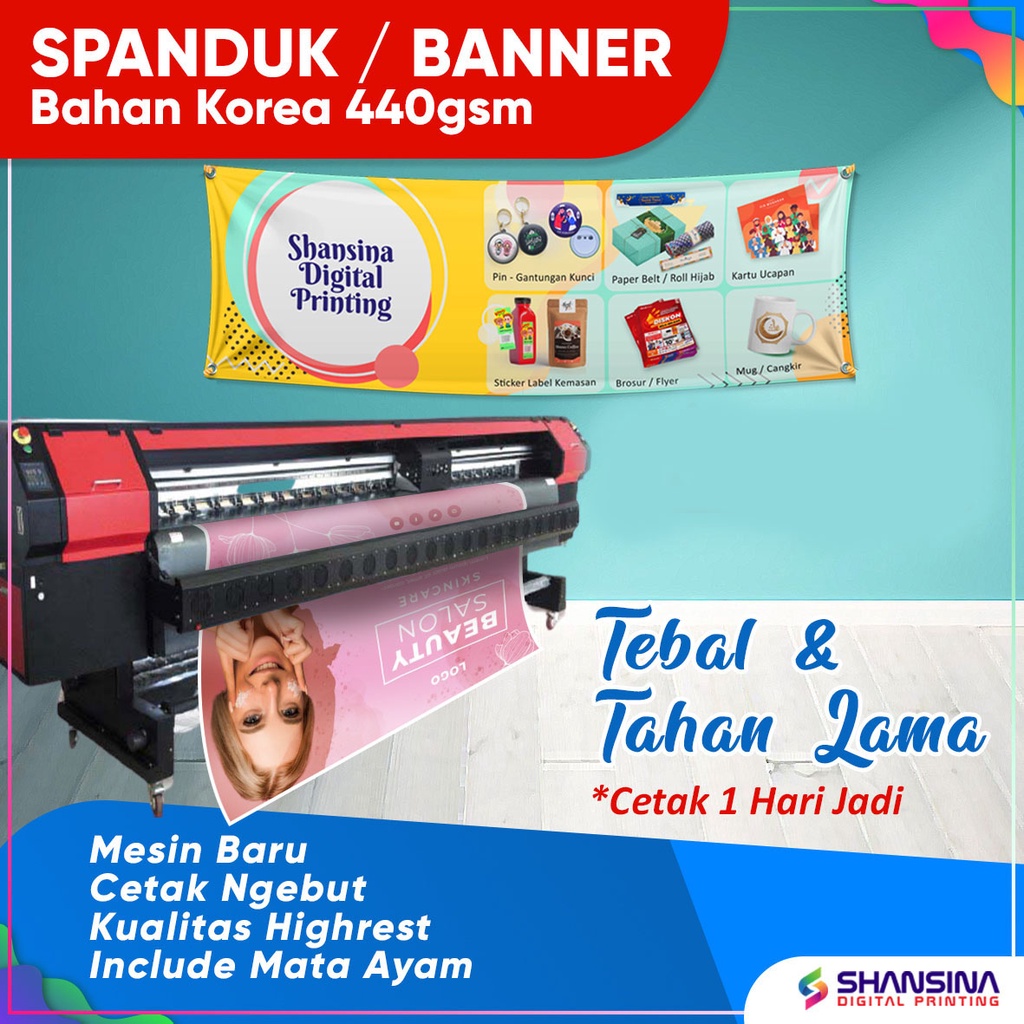 SPANDUK / BANNER
Bahan Korea 440gsm
Shansina
Digital
Printing
Pin - Gantungan Kunci
Paper Belt / Roll Hijab
Kartu Ucapan
DISKON
Sticker Label Kemasan
Brosur / Flyer
Mug / Cangkir
LOGO
BEAUTY
SALON
SKINCARE
Tebal &
Tahan Lama
*Cetak 1 Hari Jadi
Mesin Baru
Cetak Ngebut
Kualitas Highrest
Include Mata Ayam
SHANSINA
DIGITAL PRINTING